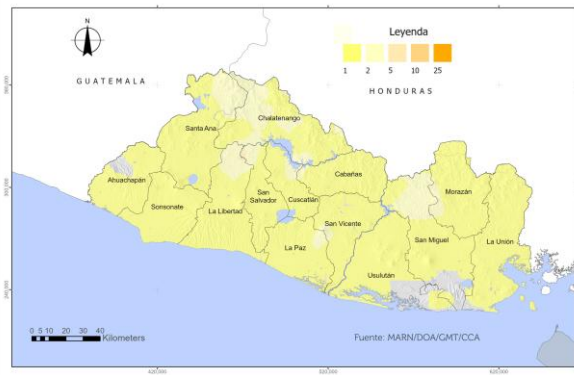 N
Leyenda
1 2 5 10 25
GUATEMALA
HONDURAS
Chalatenango
Santa Ana
Cabañas
Ahuachapán
Morazán
San
Salvador
Cuscatlán
Sonsonate
La Libertad
San Vicente
San Miguel
La Unión
La Paz
Usulután
0 5 10 20 30 40
Kilometers
Fuente: MARN/DOA/GMT/CCA